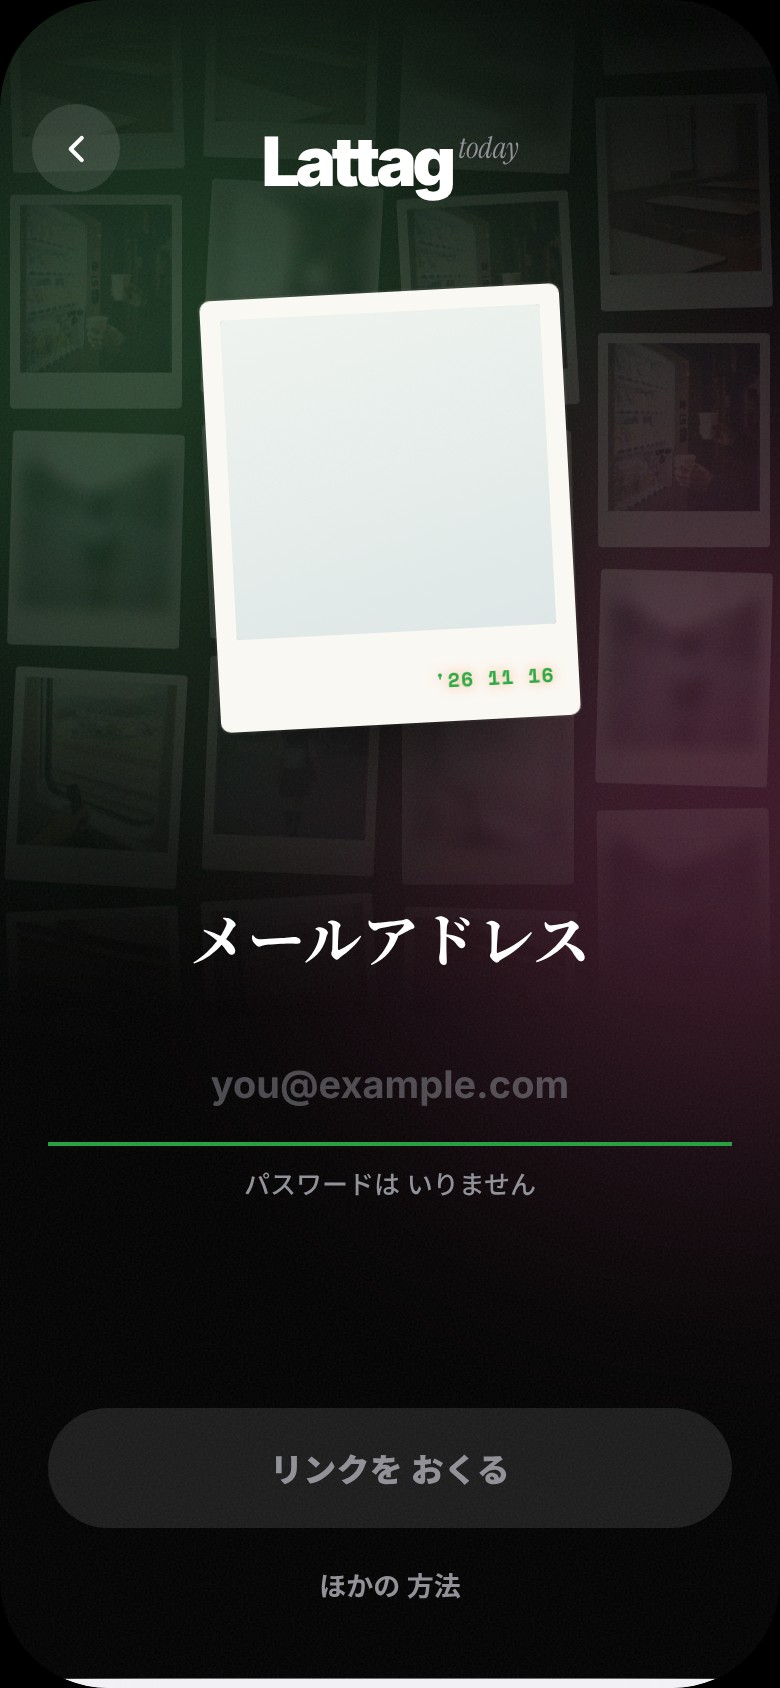 Lattag today
'26 11 16
メールアドレス
you@example.com
パスワードは いりません
リンクを おくる
ほかの 方法